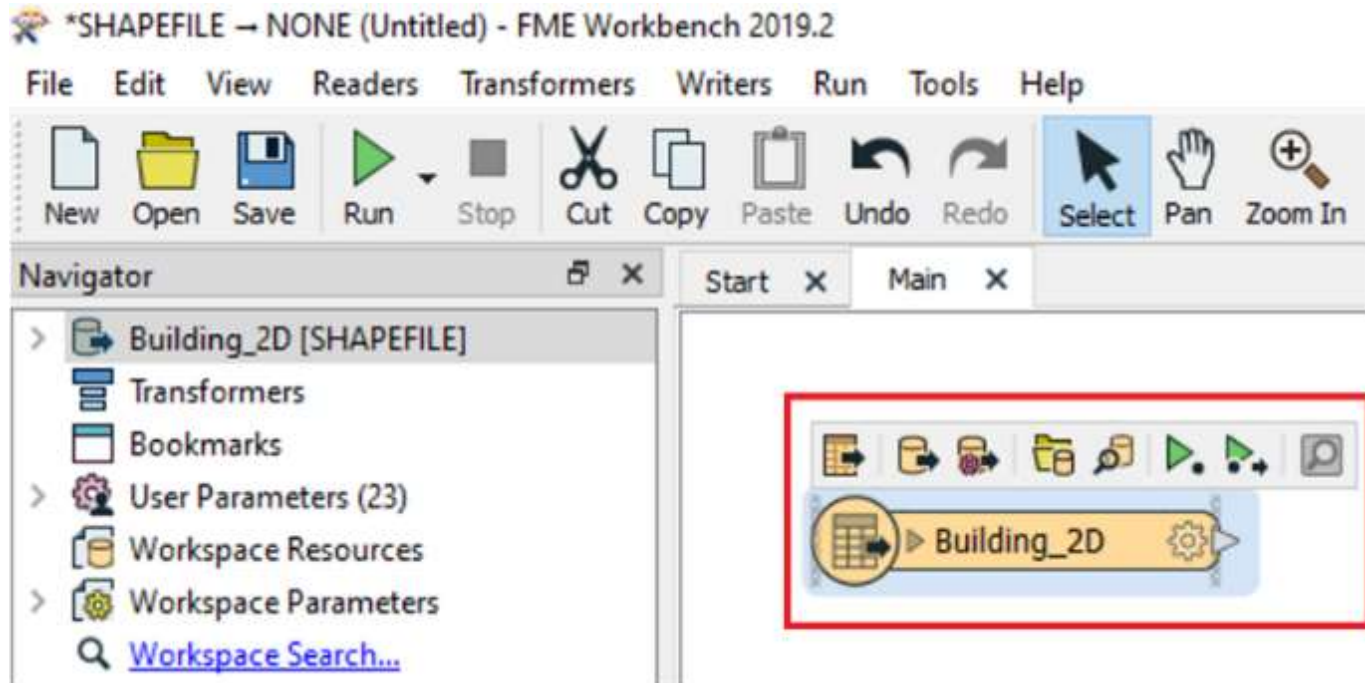 *SHAPEFILE → NONE (Untitled) - FME Workbench 2019.2
File Edit View Readers Transformers Writers Run Tools Help
New Open Save Run Stop Cut Copy Paste Undo Redo Select Pan Zoom In
Navigator
Start Main
Building_2D [SHAPEFILE]
Transformers
Bookmarks
User Parameters (23)
Workspace Resources
Workspace Parameters
Workspace Search...
Building_2D